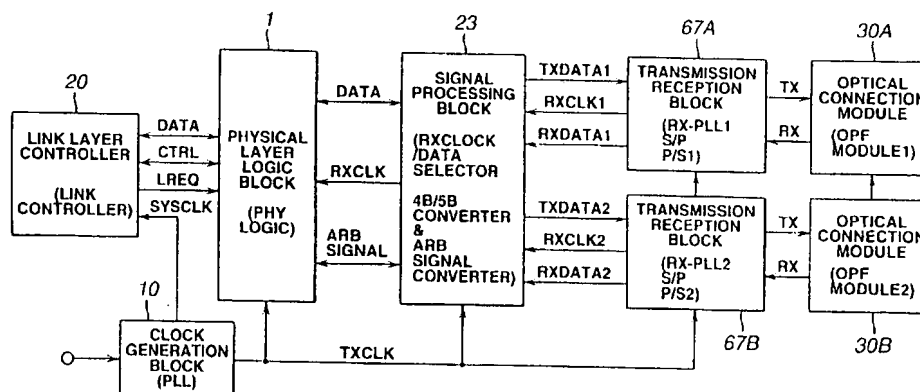 1
23
67A
30A
20
LINK LAYER
CONTROLLER
(LINK
CONTROLLER)
DATA
CTRL
LREQ
SYSCLK
PHYSICAL
LAYER
LOGIC
BLOCK
(PHY
LOGIC)
DATA
RXCLK
ARB
SIGNAL
SIGNAL
PROCESSING
BLOCK
(RXCLOCK
/DATA
SELECTOR
4B/5B
CONVERTER
&
ARB
SIGNAL
CONVERTER)
TXDATA1
RXCLK1
RXDATA1
TXDATA2
RXCLK2
RXDATA2
TRANSMISSION
RECEPTION
BLOCK
(RX-PLL1
S/P
P/S1)
TX
RX
OPTICAL
CONNECTION
MODULE
(OPF
MODULE1)
TRANSMISSION
RECEPTION
BLOCK
(RX-PLL2
S/P
P/S2)
TX
RX
OPTICAL
CONNECTION
MODULE
(OPF
MODULE2)
10
CLOCK
GENERATION
BLOCK
(PLL)
TXCLK
67B
30B